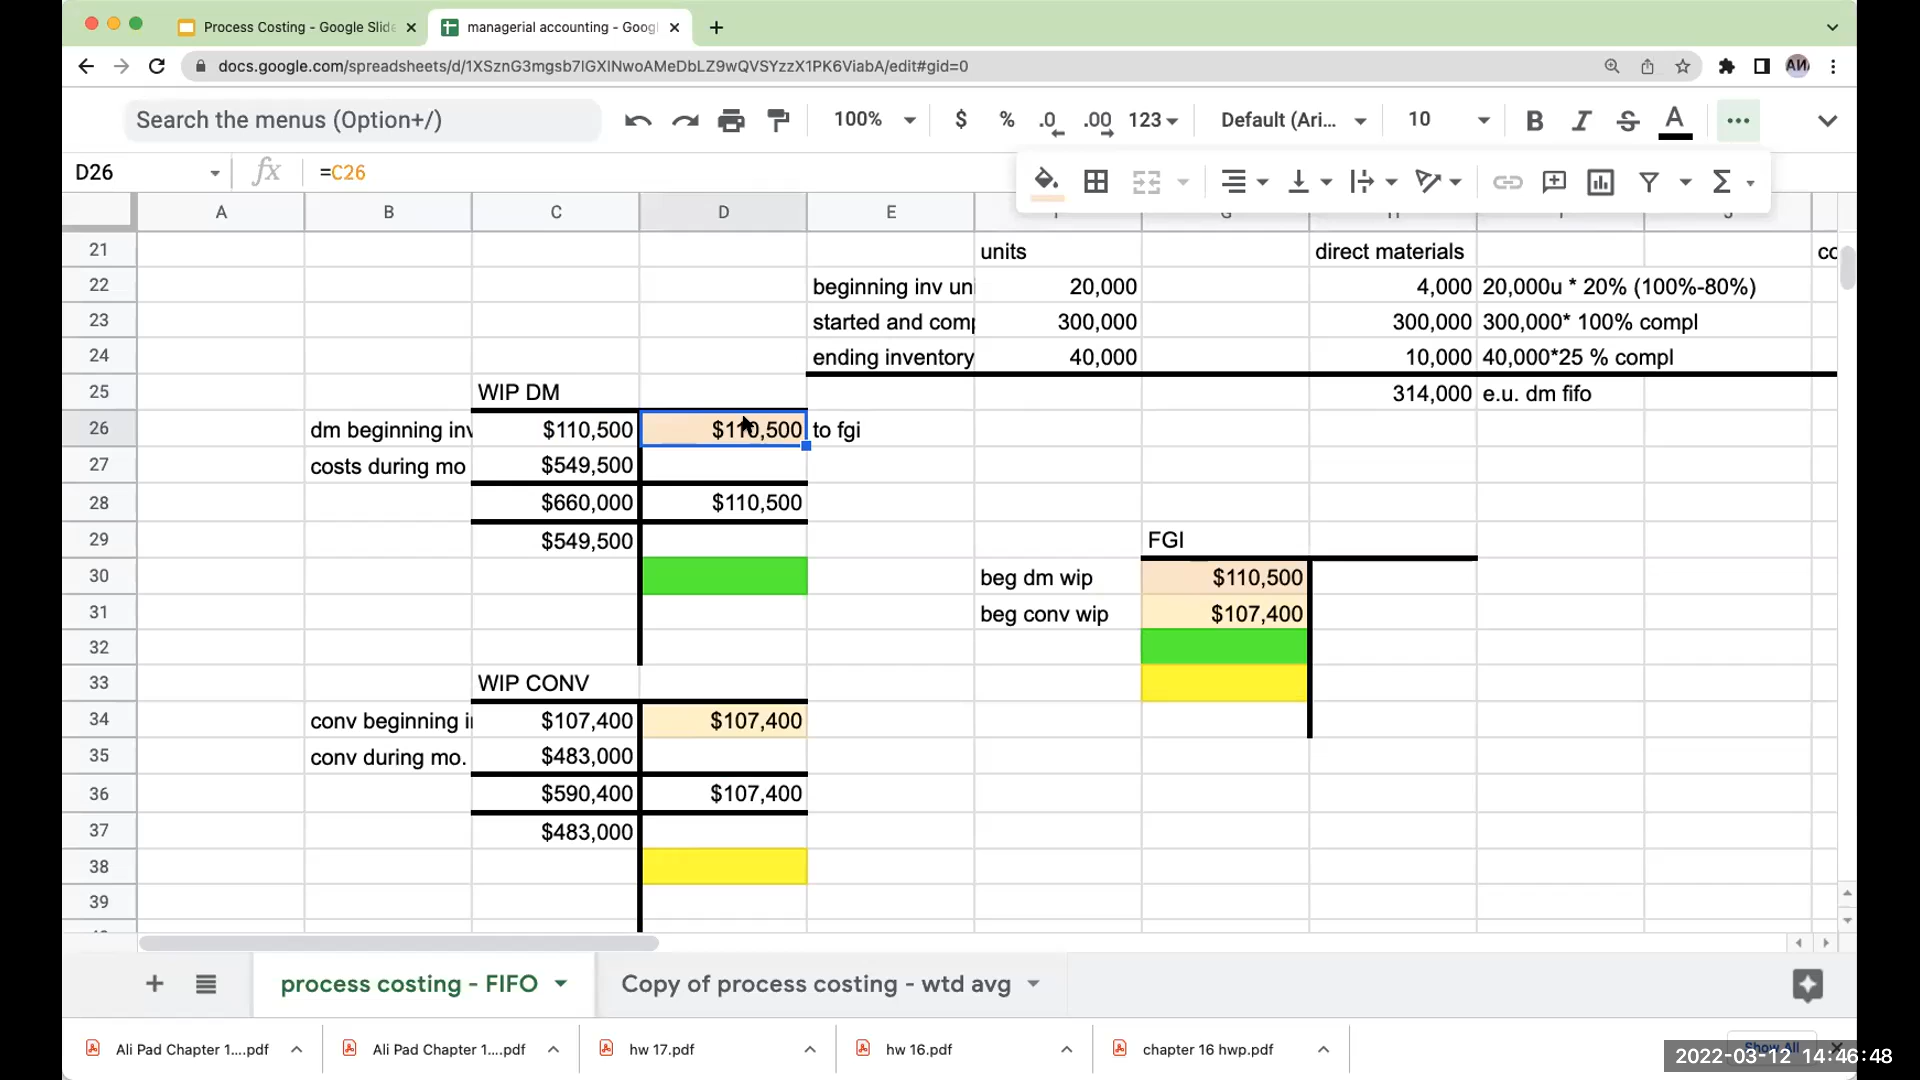 Process Costing - Google Slide
managerial accounting - Googl
docs.google.com/spreadsheets/d/1XSznG3mgsb7IGXINwoAMeDbLZ9wQVSYzzX1PK6ViabA/edit#gid=0
Search the menus (Option+/) 100% $ % .0 .00 123 Default (Ari... 10 B I S A
D26 fx =C26
A B C D E
21 units direct materials co
22 beginning inv uni 20,000 4,000 20,000u * 20% (100%-80%)
23 started and comp 300,000 300,000 300,000* 100% compl
24 ending inventory 40,000 10,000 40,000*25 % compl
25 WIP DM 314,000 e.u. dm fifo
26 dm beginning inv $110,500 $110,500 to fgi
27 costs during mo $549,500
28 $660,000 $110,500
29 $549,500 FGI
30 beg dm wip $110,500
31 beg conv wip $107,400
32
33 WIP CONV
34 conv beginning i $107,400 $107,400
35 conv during mo. $483,000
36 $590,400 $107,400
37 $483,000
38
39
process costing - FIFO Copy of process costing - wtd avg
Ali Pad Chapter 1....pdf Ali Pad Chapter 1....pdf hw 17.pdf hw 16.pdf chapter 16 hwp.pdf Show All
2022-03-12 14:46:48